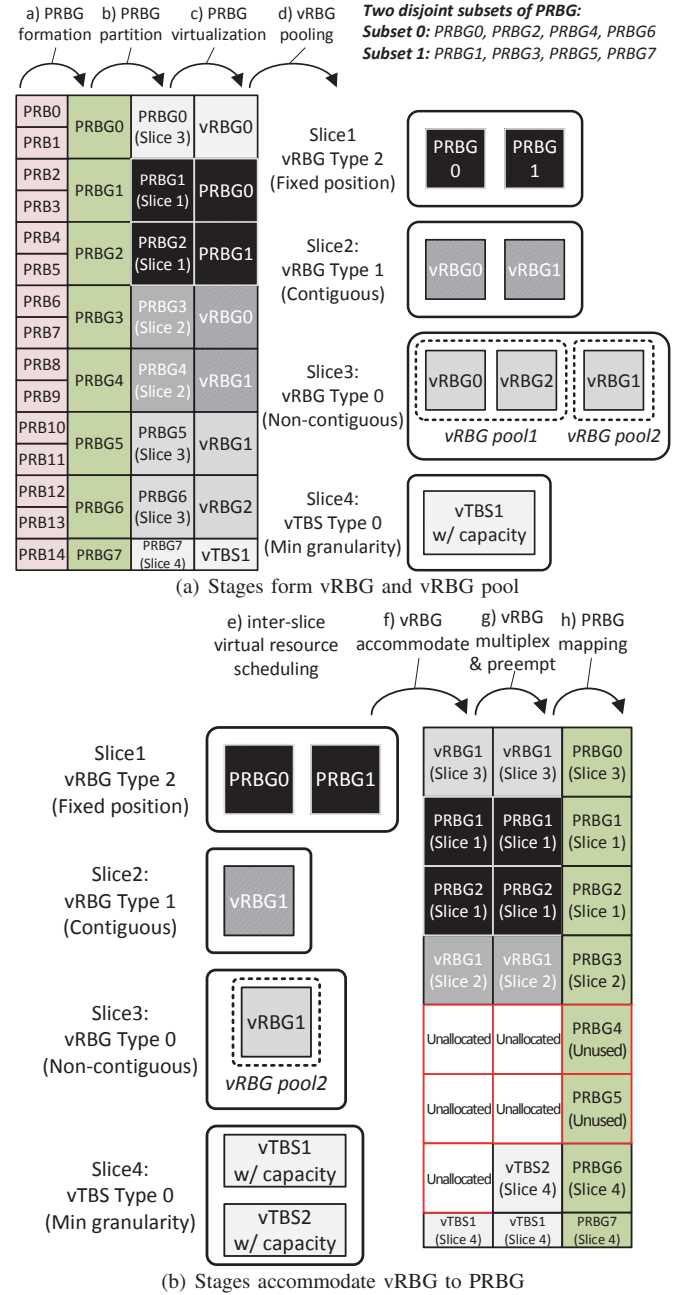 a) PRBG formation
b) PRBG partition
c) PRBG virtualization
d) vRBG pooling
Two disjoint subsets of PRBG:
Subset 0: PRBG0, PRBG2, PRBG4, PRBG6
Subset 1: PRBG1, PRBG3, PRBG5, PRBG7
PRB0
PRB1
PRB2
PRB3
PRB4
PRB5
PRB6
PRB7
PRB8
PRB9
PRB10
PRB11
PRB12
PRB13
PRB14
PRBG0
PRBG1
PRBG2
PRBG3
PRBG4
PRBG5
PRBG6
PRBG7
PRBG0
(Slice 3)
PRBG1
(Slice 1)
PRBG2
(Slice 1)
PRBG3
(Slice 2)
PRBG4
(Slice 2)
PRBG5
(Slice 3)
PRBG6
(Slice 3)
PRBG7
(Slice 4)
vRBG0
PRBG0
PRBG1
vRBG0
vRBG1
vRBG1
vRBG2
vTBS1
Slice1
vRBG Type 2
(Fixed position)
PRBG
0
PRBG
1
Slice2:
vRBG Type 1
(Contiguous)
vRBG0
vRBG1
Slice3:
vRBG Type 0
(Non-contiguous)
vRBG0
vRBG2
vRBG1
vRBG pool1
vRBG pool2
Slice4:
vTBS Type 0
(Min granularity)
vTBS1
w/ capacity
(a) Stages form vRBG and vRBG pool
e) inter-slice
virtual resource
scheduling
f) vRBG
accommodate
g) vRBG
multiplex
& preempt
h) PRBG
mapping
Slice1
vRBG Type 2
(Fixed position)
PRBG0
PRBG1
Slice2:
vRBG Type 1
(Contiguous)
vRBG1
Slice3:
vRBG Type 0
(Non-contiguous)
vRBG1
vRBG pool2
Slice4:
vTBS Type 0
(Min granularity)
vTBS1
w/ capacity
vTBS2
w/ capacity
vRBG1
(Slice 3)
vRBG1
(Slice 3)
PRBG0
(Slice 3)
PRBG1
(Slice 1)
PRBG1
(Slice 1)
PRBG1
(Slice 1)
PRBG2
(Slice 1)
PRBG2
(Slice 1)
PRBG2
(Slice 1)
vRBG1
(Slice 2)
vRBG1
(Slice 2)
PRBG3
(Slice 2)
Unallocated
Unallocated
PRBG4
(Unused)
Unallocated
Unallocated
PRBG5
(Unused)
Unallocated
vTBS2
(Slice 4)
PRBG6
(Slice 4)
vTBS1
(Slice 4)
vTBS1
(Slice 4)
PRBG7
(Slice 4)
(b) Stages accommodate vRBG to PRBG